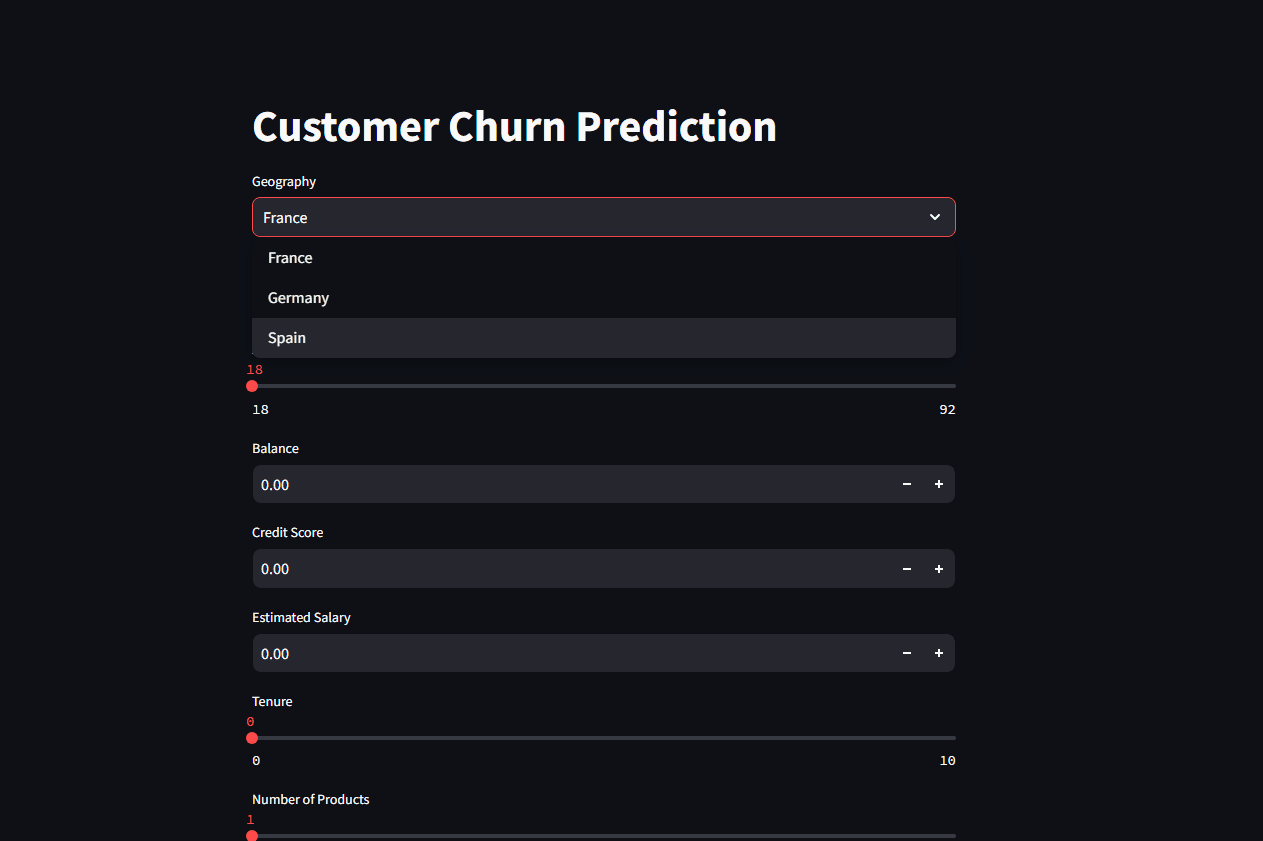 Customer Churn Prediction
Geography
France
France
Germany
Spain
18
18 92
Balance
0.00
Credit Score
0.00
Estimated Salary
0.00
Tenure
0
0 10
Number of Products
1